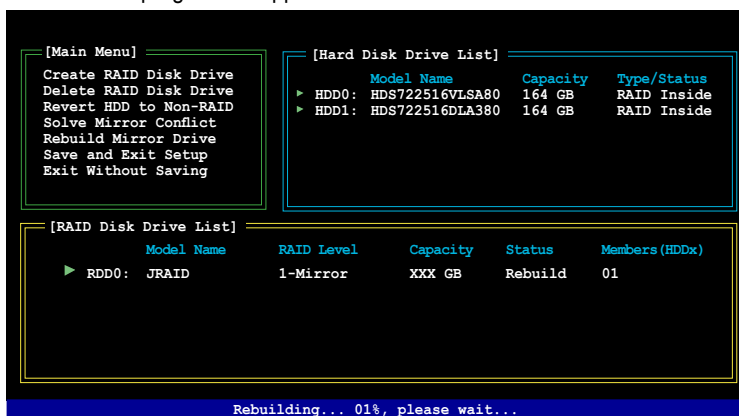 [Main Menu]
Create RAID Disk Drive
Delete RAID Disk Drive
Revert HDD to Non-RAID
Solve Mirror Conflict
Rebuild Mirror Drive
Save and Exit Setup
Exit Without Saving
[Hard Disk Drive List]
Model Name Capacity Type/Status
HDD0: HDS722516VLSA80 164 GB RAID Inside
HDD1: HDS722516DLA380 164 GB RAID Inside
[RAID Disk Drive List]
Model Name RAID Level Capacity Status Members(HDDx)
RDD0: JRAID 1-Mirror XXX GB Rebuild 01
Rebuilding... 01%, please wait...